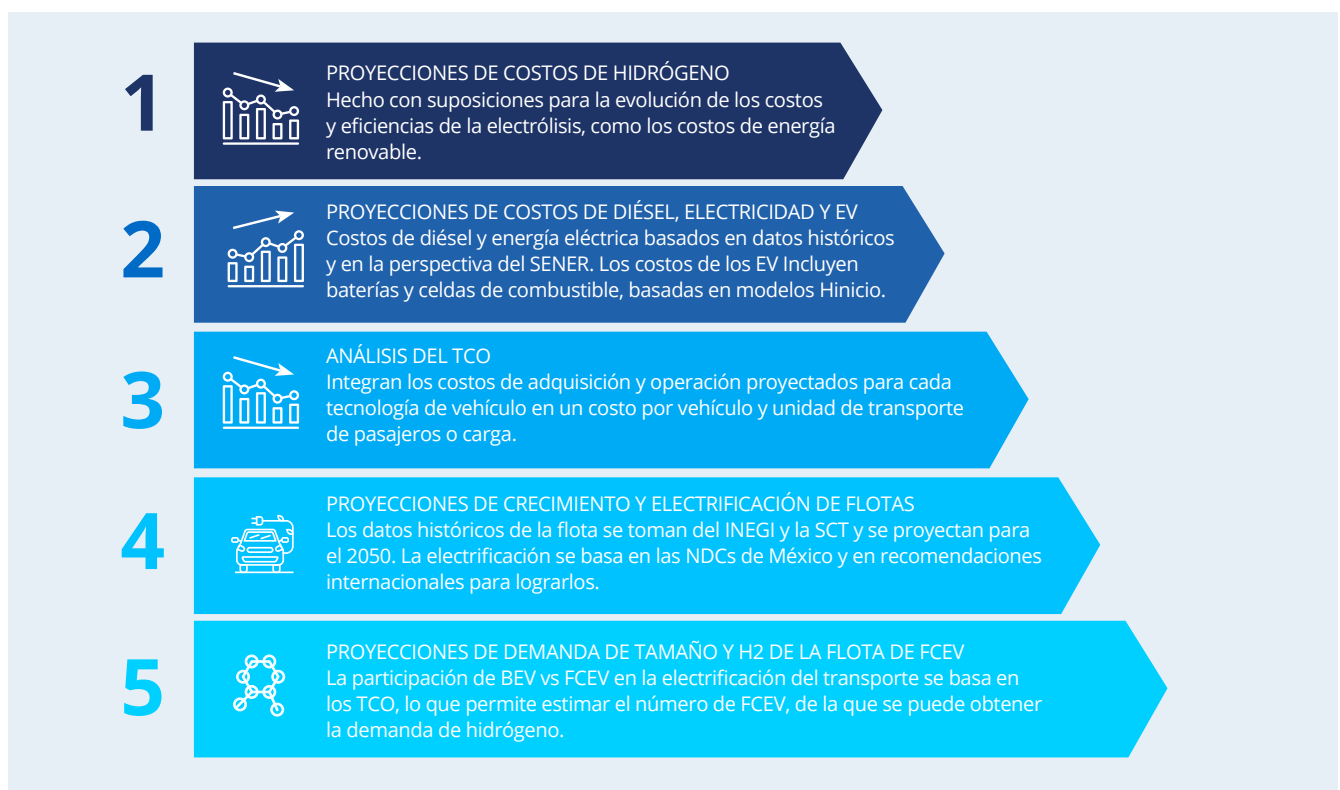 1
PROYECCIONES DE COSTOS DE HIDRÓGENO
Hecho con suposiciones para la evolución de los costos
y eficiencias de la electrólisis, como los costos de energía
renovable.
2
PROYECCIONES DE COSTOS DE DIÉSEL, ELECTRICIDAD Y EV
Costos de diésel y energía eléctrica basados en datos históricos
y en la perspectiva del SENER. Los costos de los EV Incluyen
baterías y celdas de combustible, basadas en modelos Hinicio.
3
ANÁLISIS DEL TCO
Integran los costos de adquisición y operación proyectados para cada
tecnología de vehículo en un costo por vehículo y unidad de transporte
de pasajeros o carga.
4
PROYECCIONES DE CRECIMIENTO Y ELECTRIFICACIÓN DE FLOTAS
Los datos históricos de la flota se toman del INEGI y la SCT y se proyectan para
el 2050. La electrificación se basa en las NDCs de México y en recomendaciones
internacionales para lograrlos.
5
PROYECCIONES DE DEMANDA DE TAMAÑO Y H2 DE LA FLOTA DE FCEV
La participación de BEV vs FCEV en la electrificación del transporte se basa en
los TCO, lo que permite estimar el número de FCEV, de la que se puede obtener
la demanda de hidrógeno.